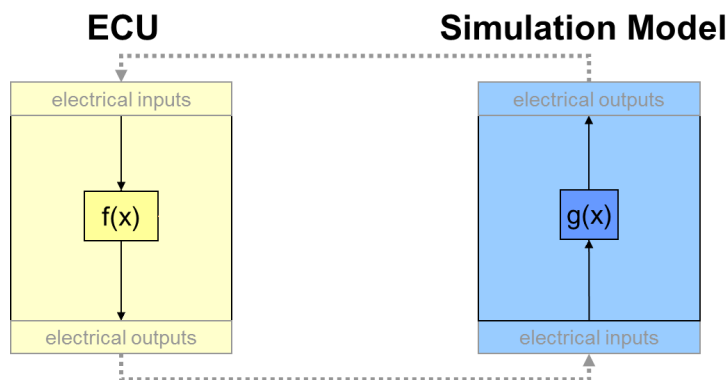 ECU
Simulation Model
electrical inputs
electrical outputs
f(x)
g(x)
electrical outputs
electrical inputs